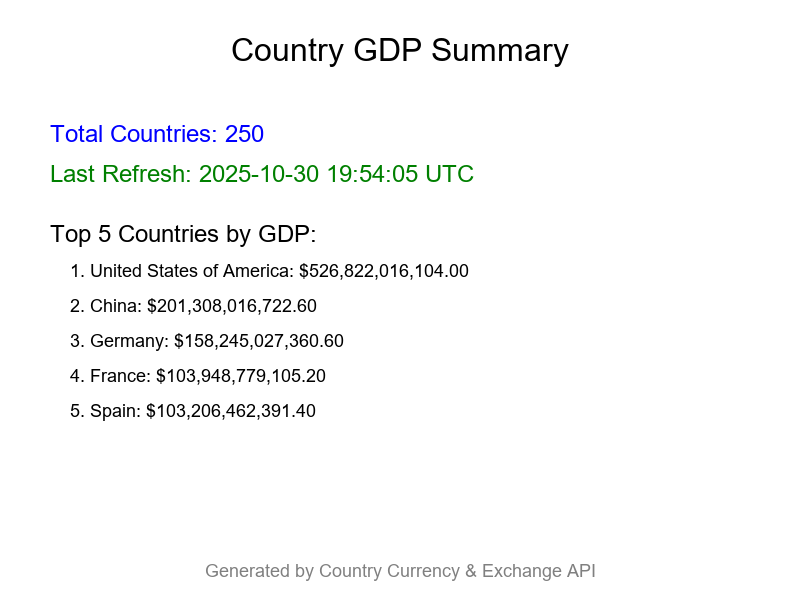 Country GDP Summary
Total Countries: 250
Last Refresh: 2025-10-30 19:54:05 UTC
Top 5 Countries by GDP:
1. United States of America: $526,822,016,104.00
2. China: $201,308,016,722.60
3. Germany: $158,245,027,360.60
4. France: $103,948,779,105.20
5. Spain: $103,206,462,391.40
Generated by Country Currency & Exchange API